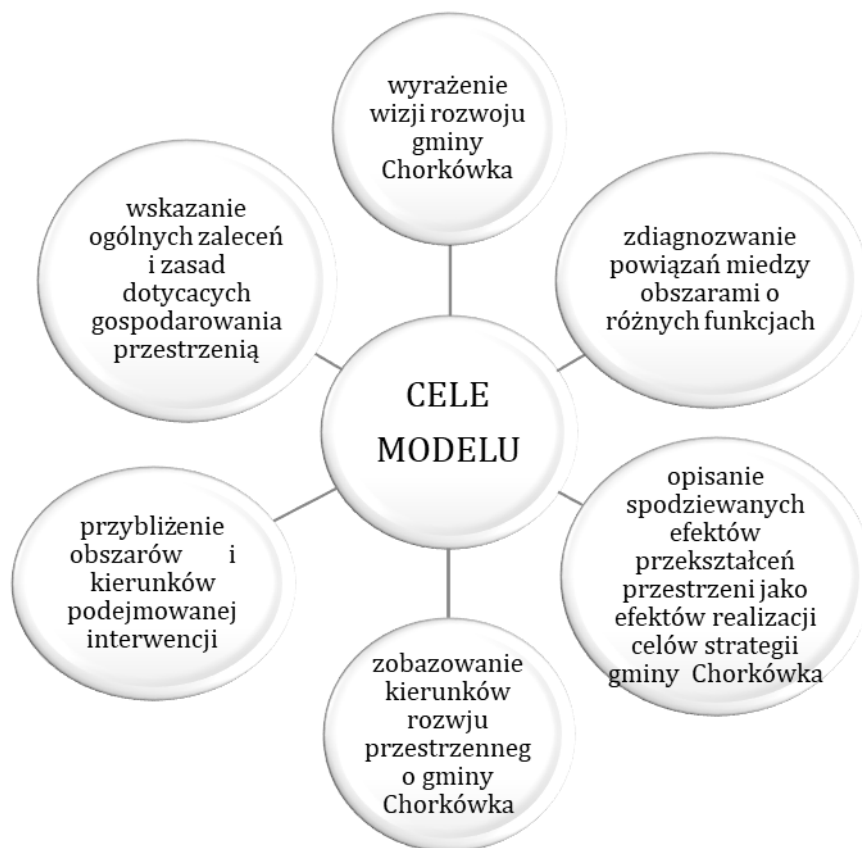 wyrażenie
wizji rozwoju
gminy
Chorkówka
zdiagnozwanie
powiązań miedzy
obszarami o
różnych funkcjach
opisanie
spodziewanych
efektów
przekształceń
przestrzeni jako
efektów realizacji
celów strategii
gminy Chorkówka
zobazowanie
kierunków
rozwju
przestrzenneg
o gminy
Chorkówka
przybliżenie
obszarów i
kierunków
podejmowanej
interwencji
wskazanie
ogólnych zaleceń
i zasad
dotycacych
gospodarowania
przestrzenią
CELE
MODELU